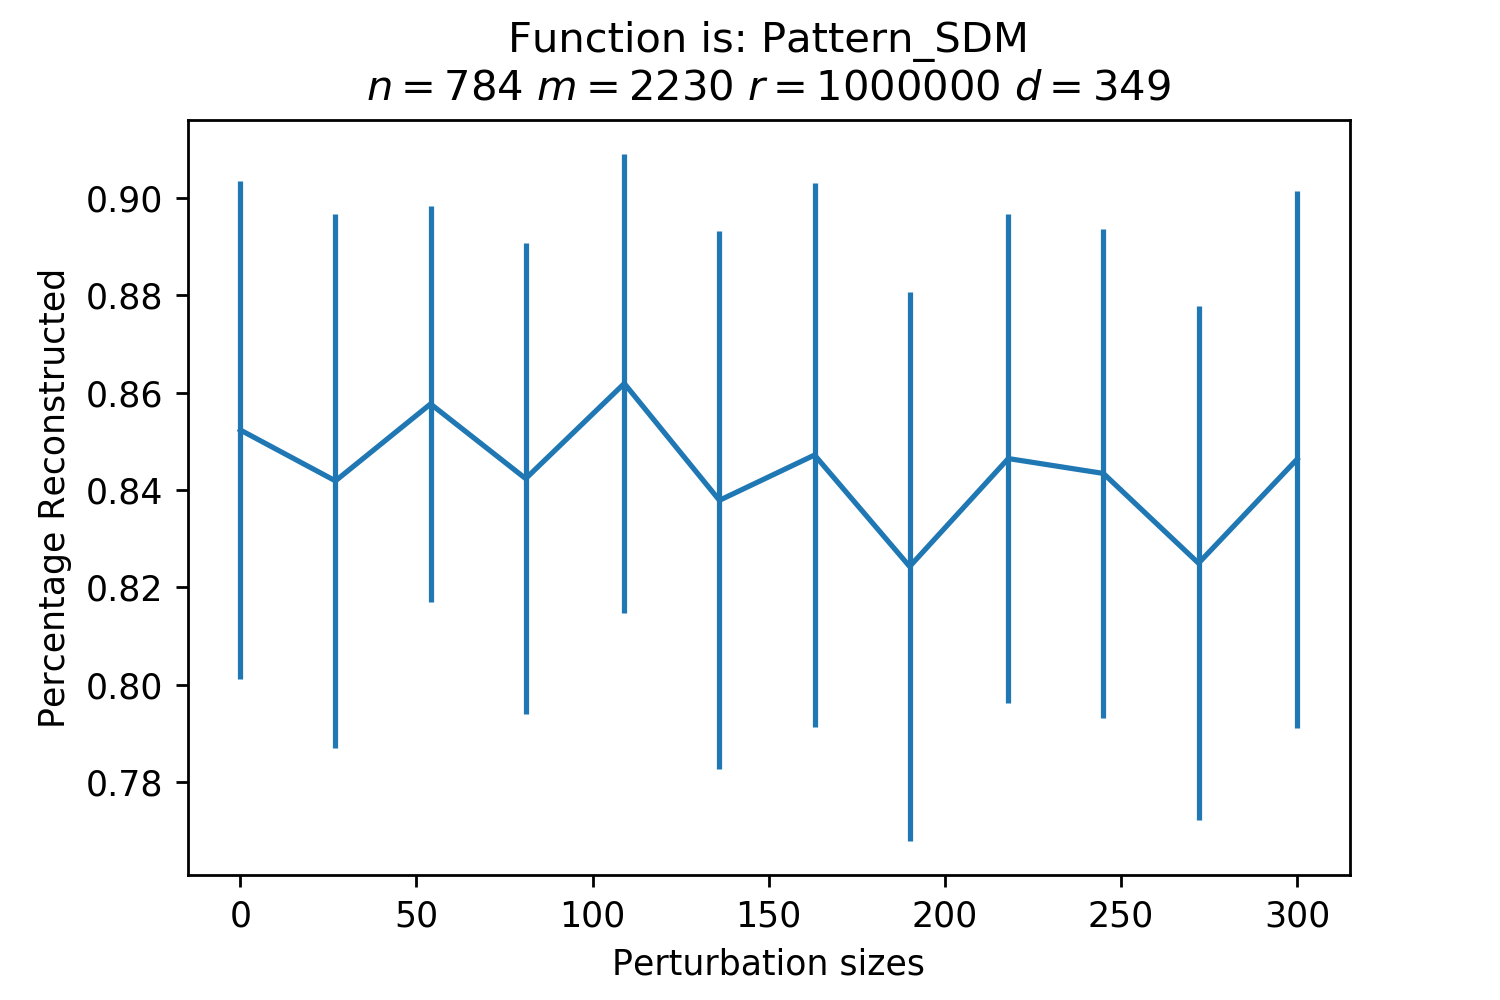 Function is: Pattern_SDM
n = 784 m = 2230 r = 1000000 d = 349
0.90
0.88
0.86
0.84
0.82
0.80
0.78
Percentage Reconstructed
0 50 100 150 200 250 300
Perturbation sizes